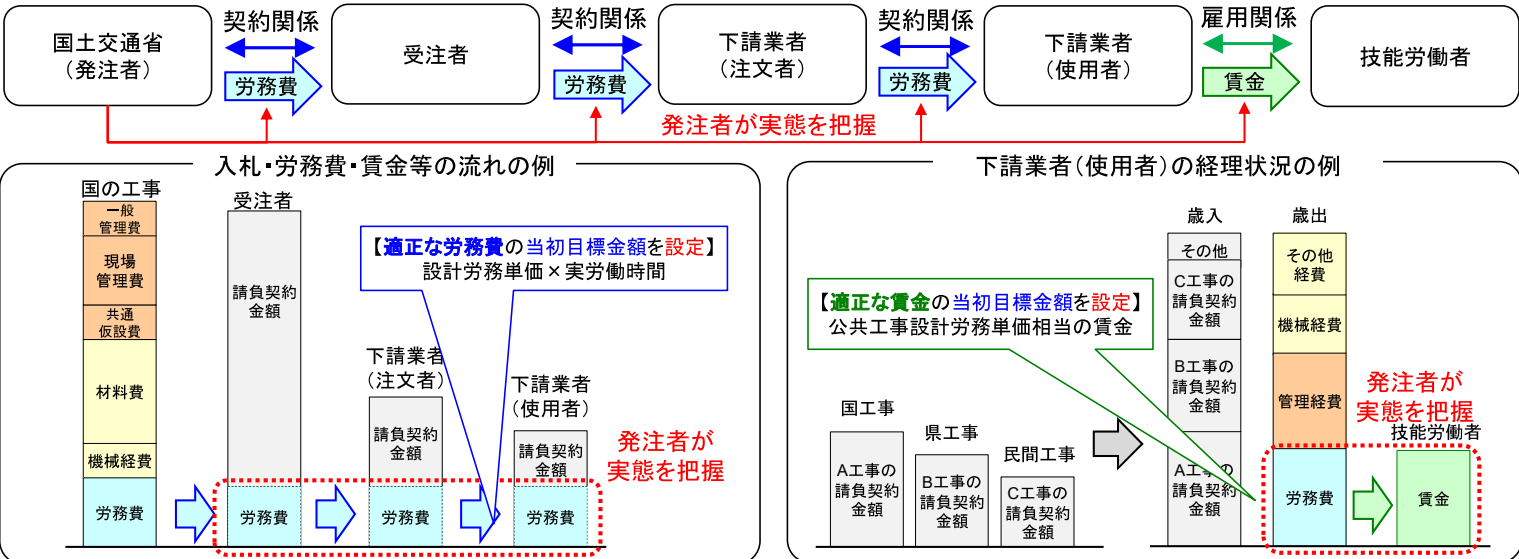 国土交通省
（発注者）
契約関係
労務費
受注者
契約関係
労務費
下請業者
（注文者）
契約関係
労務費
下請業者
（使用者）
雇用関係
賃金
技能労働者
発注者が実態を把握
入札・労務費・賃金等の流れの例
国の工事
一般
管理費
現場
管理費
共通
仮設費
材料費
機械経費
労務費
受注者
請負契約
金額
労務費
【適正な労務費の当初目標金額を設定】
設計労務単価×実労働時間
下請業者
（注文者）
請負契約
金額
労務費
下請業者
（使用者）
請負契約
金額
労務費
発注者が
実態を把握
下請業者（使用者）の経理状況の例
【適正な賃金の当初目標金額を設定】
公共工事設計労務単価相当の賃金
国工事
A工事の
請負契約
金額
県工事
B工事の
請負契約
金額
民間工事
C工事の
請負契約
金額
歳入
その他
C工事の
請負契約
金額
B工事の
請負契約
金額
A工事の
請負契約
金額
歳出
その他
経費
機械経費
管理経費
労務費
発注者が
実態を把握
技能労働者
賃金